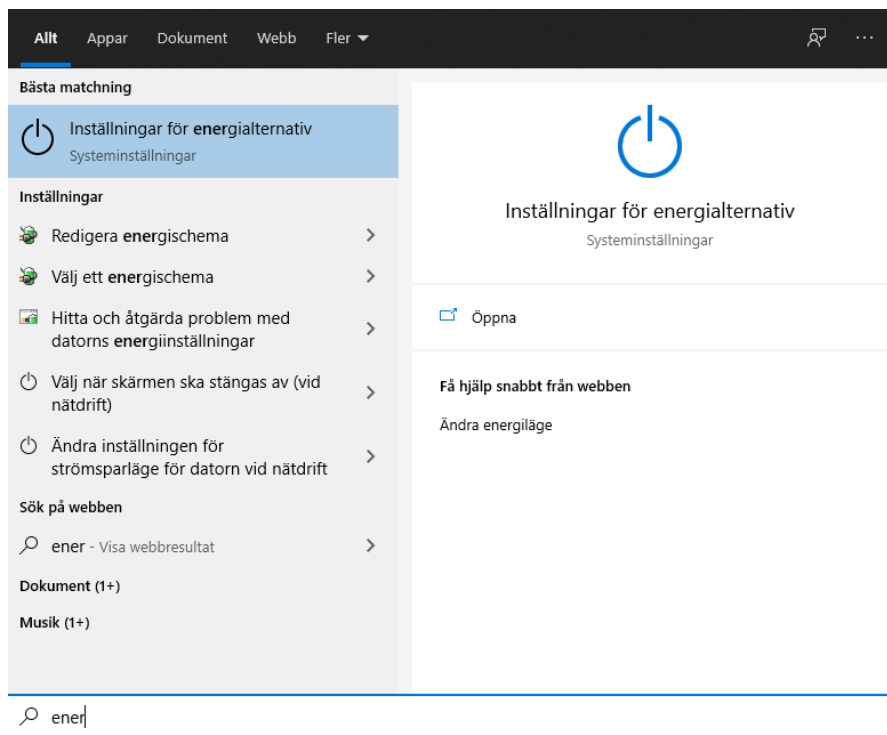 Allt Appar Dokument Webb Fler
Bästa matchning
Inställningar för energialternativ
Systeminställningar
Inställningar
Redigera energischema
Välj ett energischema
Hitta och åtgärda problem med
datorns energiinställningar
Välj när skärmen ska stängas av (vid
nätdrift)
Ändra inställningen för
strömsparläge för datorn vid nätdrift
Sök på webben
ener - Visa webbresultat
Dokument (1+)
Musik (1+)
Inställningar för energialternativ
Systeminställningar
Öppna
Få hjälp snabbt från webben
Ändra energiläge
ener